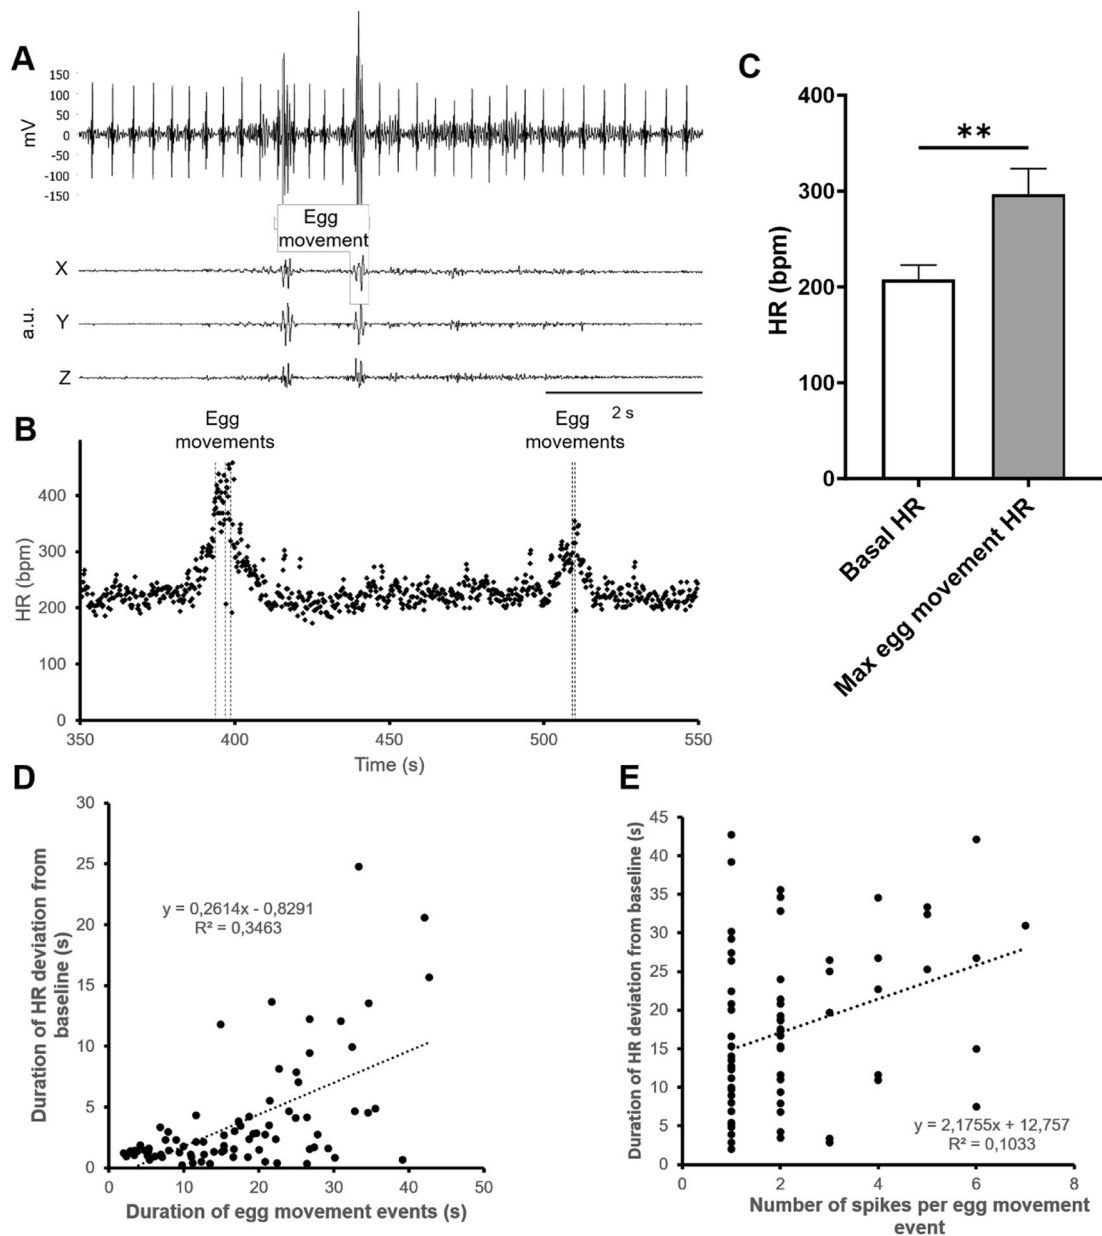 A
150
100
50
0
-50
-100
-150
mV
Egg
movement
X
Y
Z
a.u.
2 s
B
Egg
movements
Egg
movements
400
300
200
100
0
HR (bpm)
350
400
450
500
550
Time (s)
C
**
400
300
200
100
0
HR (bpm)
Basal HR
Max egg movement HR
D
30
25
20
15
10
5
0
Duration of HR deviation from
baseline (s)
y = 0,2614x - 0,8291
R² = 0,3463
0
10
20
30
40
50
Duration of egg movement events (s)
E
45
40
35
30
25
20
15
10
5
0
Duration of HR deviation from baseline (s)
y = 2,1755x + 12,757
R² = 0,1033
0
2
4
6
8
Number of spikes per egg movement
event